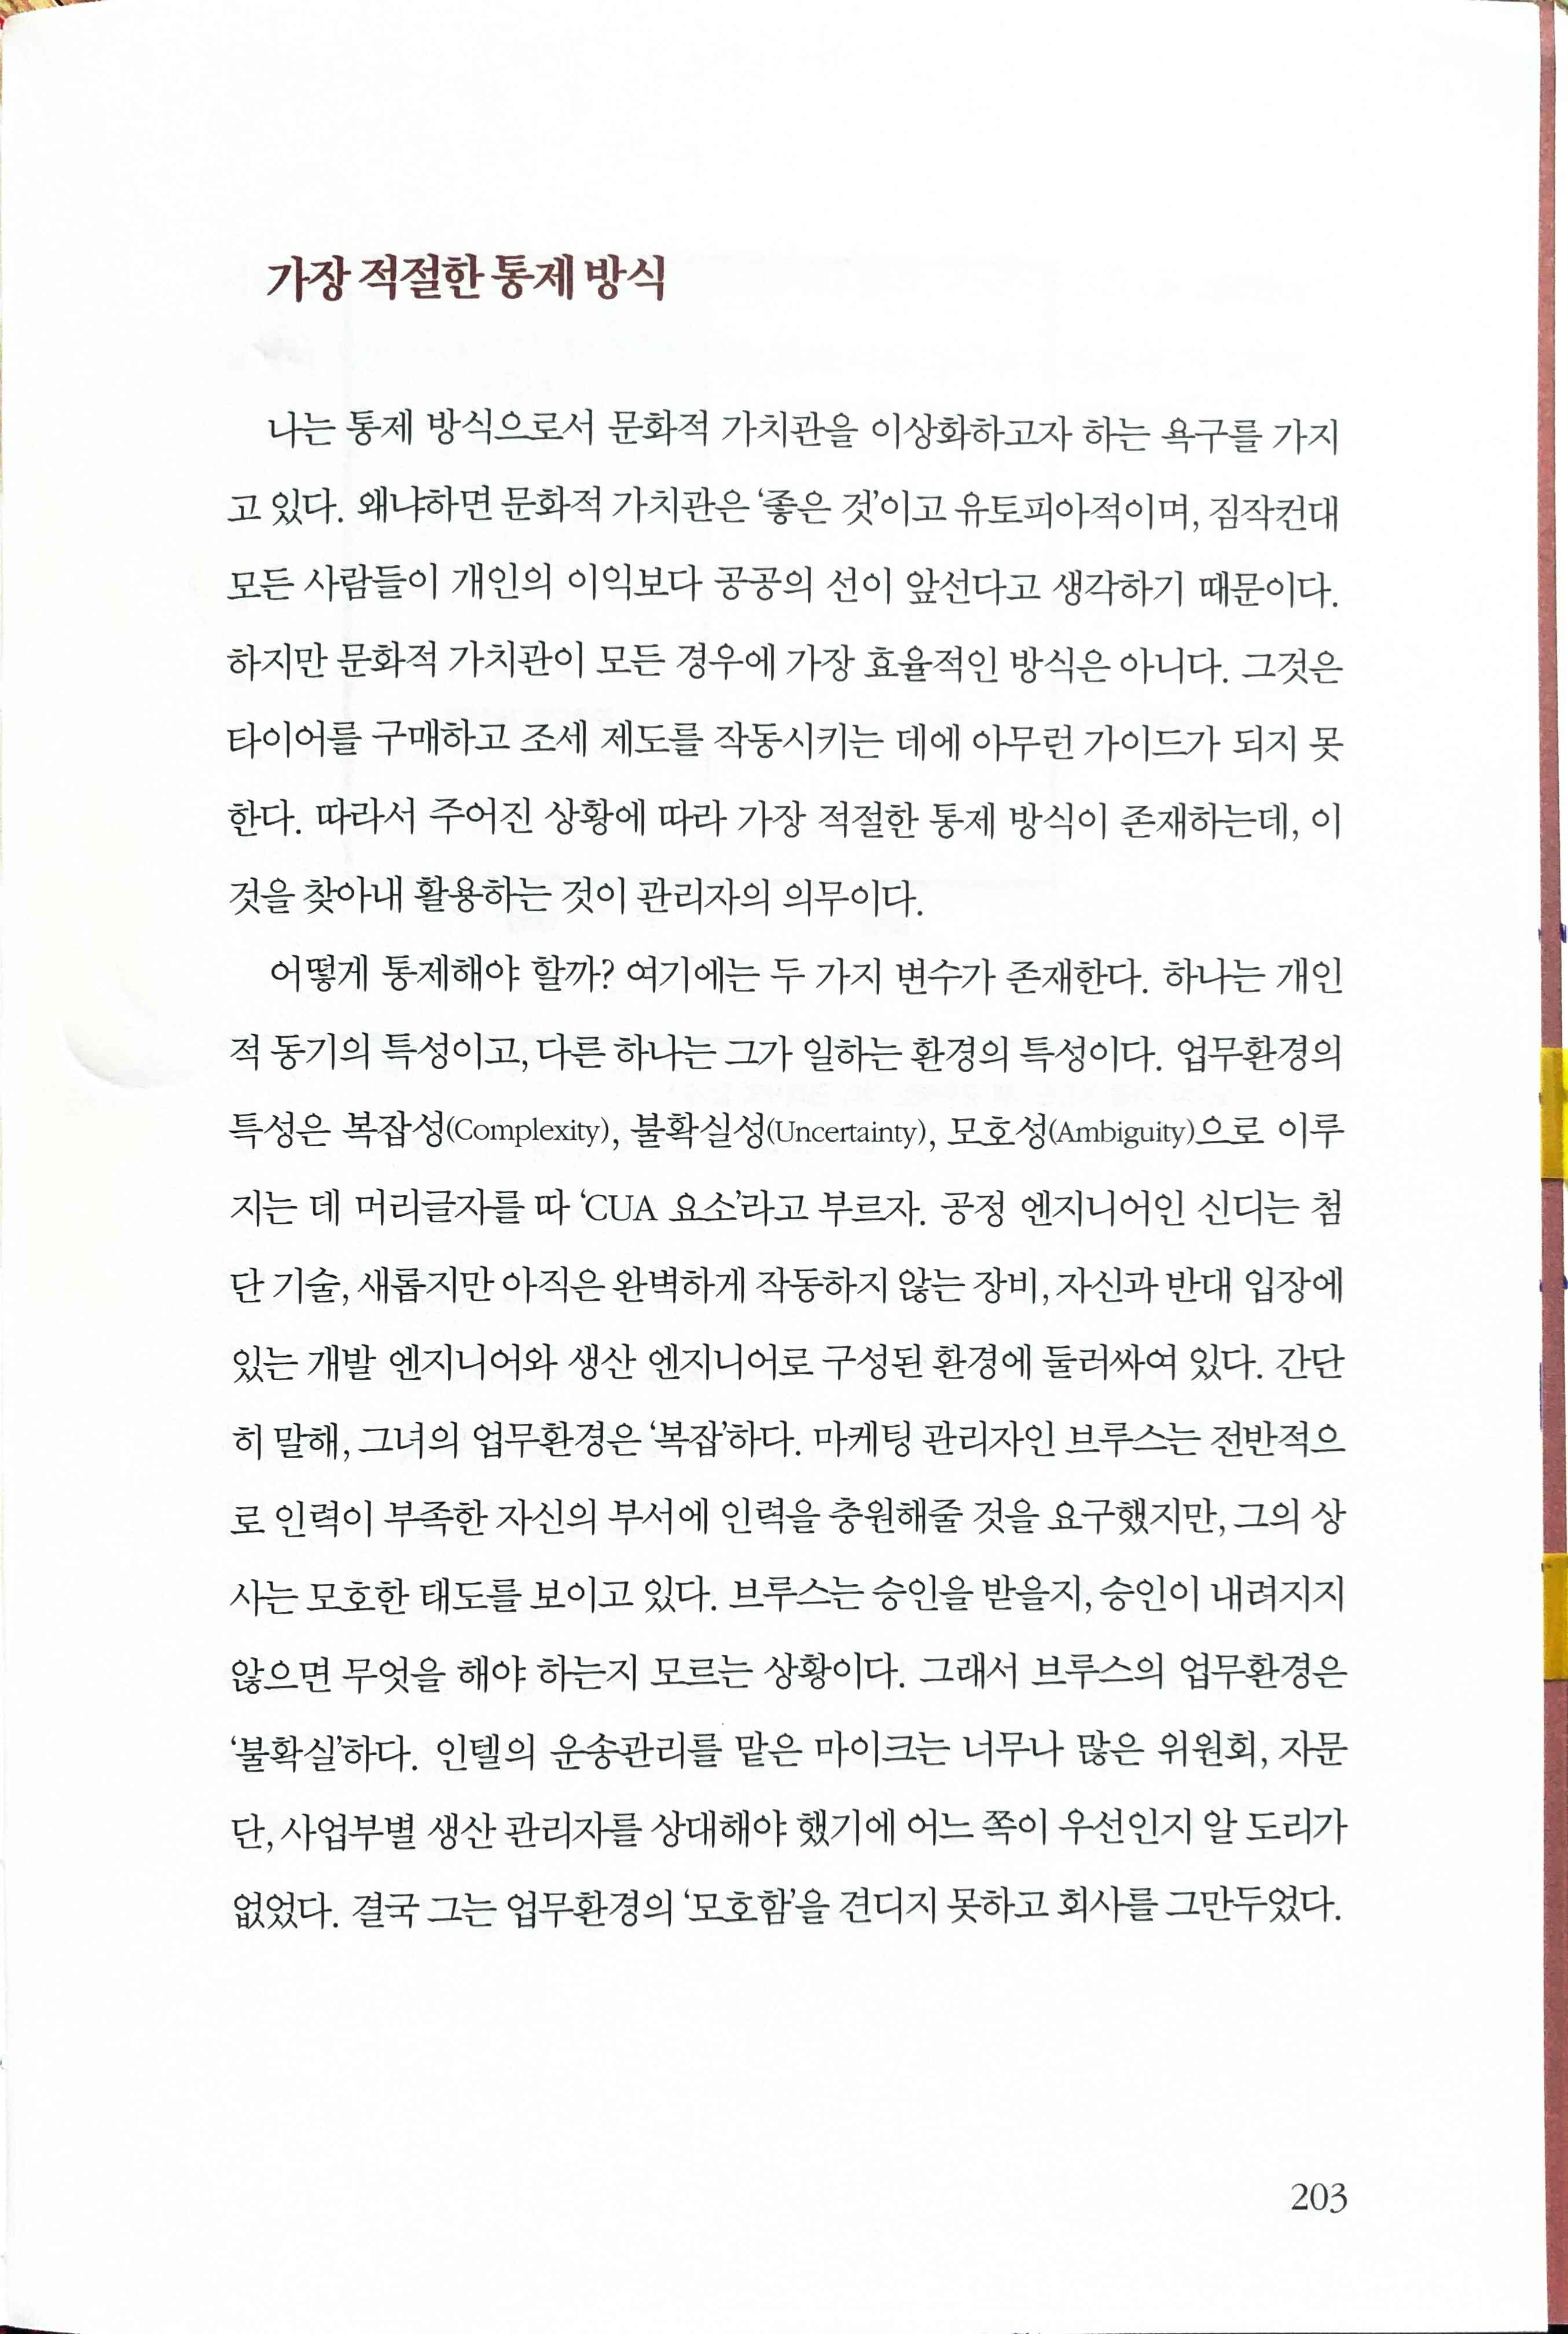 가장 적절한 통제 방식
나는 통제 방식으로서 문화적 가치관을 이상화하고자 하는 욕구를 가지
고 있다. 왜냐하면 문화적 가치관은 ‘좋은 것’이고 유토피아적이며, 짐작컨대
모든 사람들이 개인의 이익보다 공공의 선이 앞선다고 생각하기 때문이다.
하지만 문화적 가치관이 모든 경우에 가장 효율적인 방식은 아니다. 그것은
타이어를 구매하고 조세 제도를 작동시키는 데에 아무런 가이드가 되지 못
한다. 따라서 주어진 상황에 따라 가장 적절한 통제 방식이 존재하는데, 이
것을 찾아내 활용하는 것이 관리자의 의무이다.
어떻게 통제해야 할까? 여기에는 두 가지 변수가 존재한다. 하나는 개인
적 동기의 특성이고, 다른 하나는 그가 일하는 환경의 특성이다. 업무환경의
특성은 복잡성(Complexity), 불확실성(Uncertainty), 모호성(Ambiguity)으로 이루
지는 데 머리글자를 따 ‘CUA 요소’라고 부르자. 공정 엔지니어인 신디는 첨
단 기술, 새롭지만 아직은 완벽하게 작동하지 않는 장비, 자신과 반대 입장에
있는 개발 엔지니어와 생산 엔지니어로 구성된 환경에 둘러싸여 있다. 간단
히 말해, 그녀의 업무환경은 ‘복잡’하다. 마케팅 관리자인 브루스는 전반적으
로 인력이 부족한 자신의 부서에 인력을 충원해줄 것을 요구했지만, 그의 상
사는 모호한 태도를 보이고 있다. 브루스는 승인을 받을지, 승인이 내려지지
않으면 무엇을 해야 하는지 모르는 상황이다. 그래서 브루스의 업무환경은
‘불확실’하다. 인텔의 운송관리를 맡은 마이크는 너무나 많은 위원회, 자문
단, 사업부별 생산 관리자를 상대해야 했기에 어느 쪽이 우선인지 알 도리가
없었다. 결국 그는 업무환경의 ‘모호함’을 견디지 못하고 회사를 그만두었다.
203